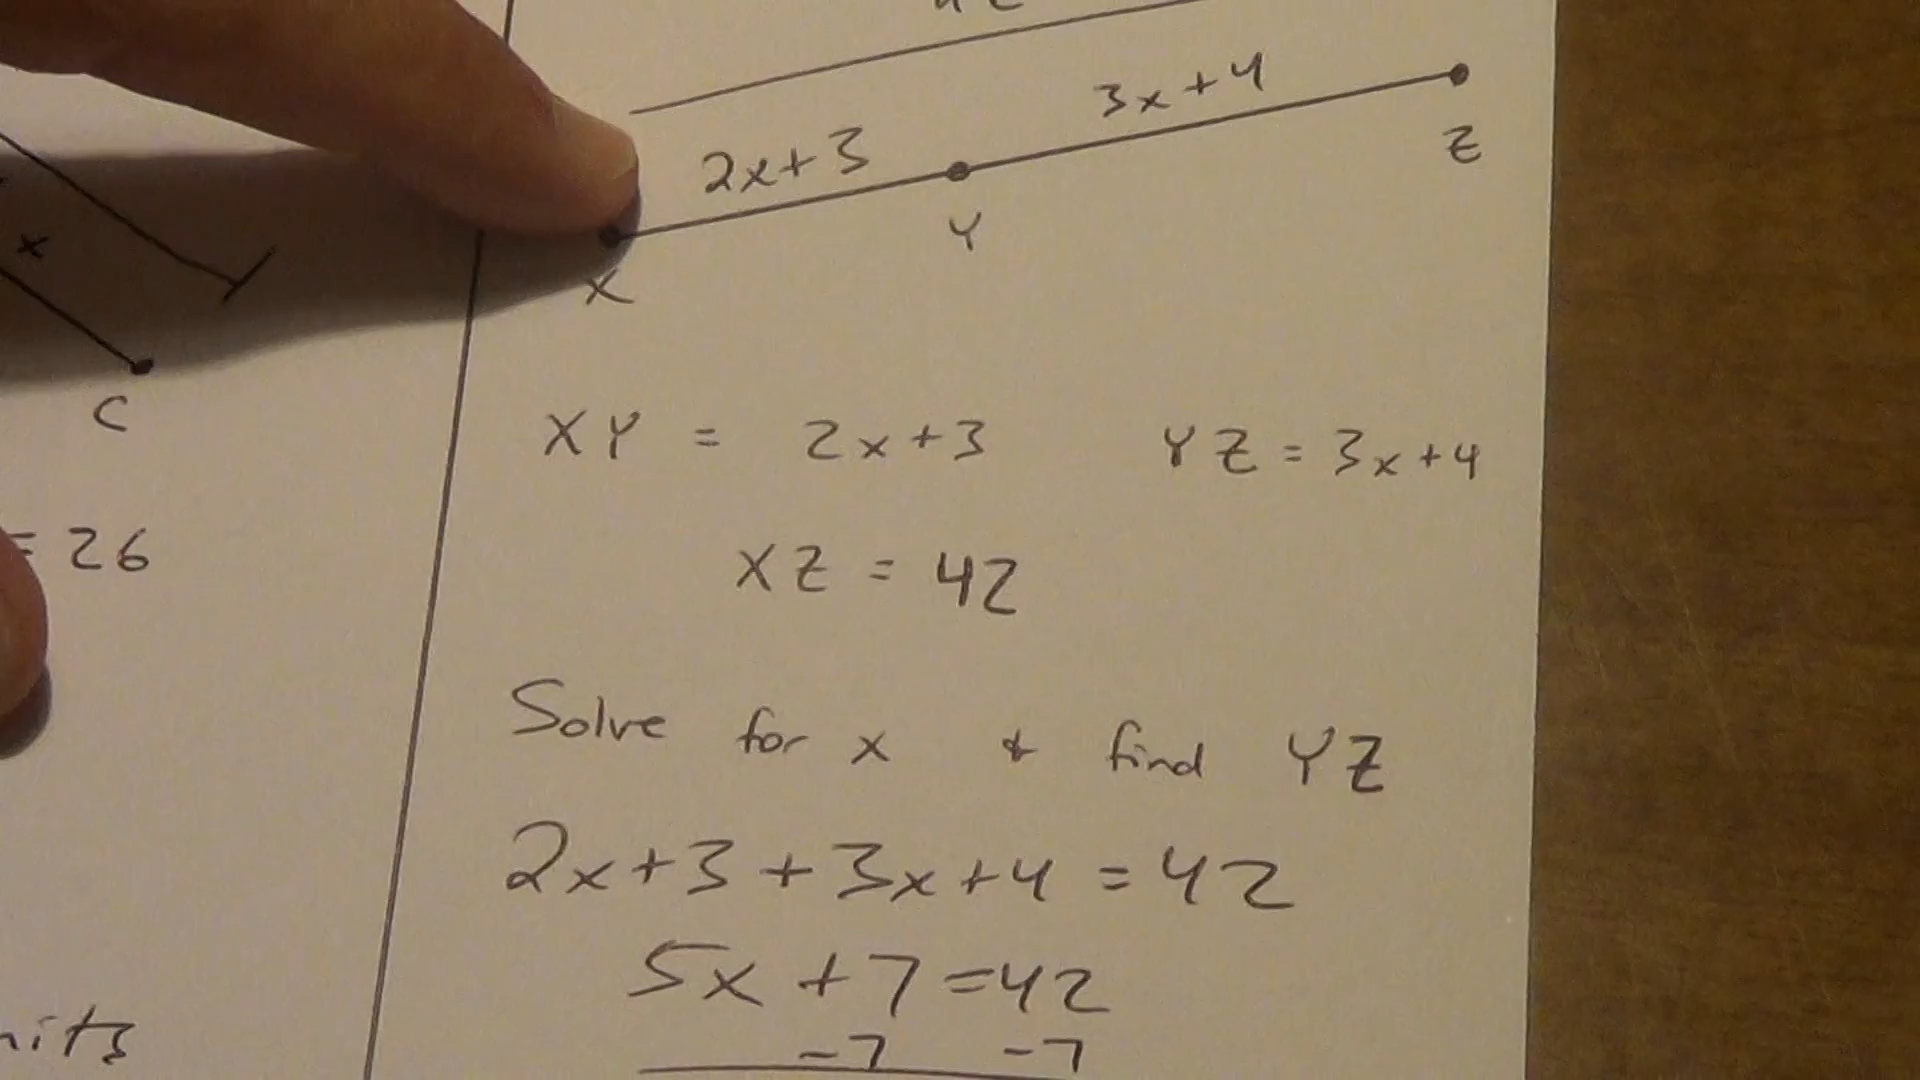 42
3x+4
2x+3
Z
Y
X
x
C
XY = 2x+3 YZ = 3x+4
= 26
XZ = 42
Solve for x & find YZ
2x+3+3x+4=42
5x+7=42
-7 -7